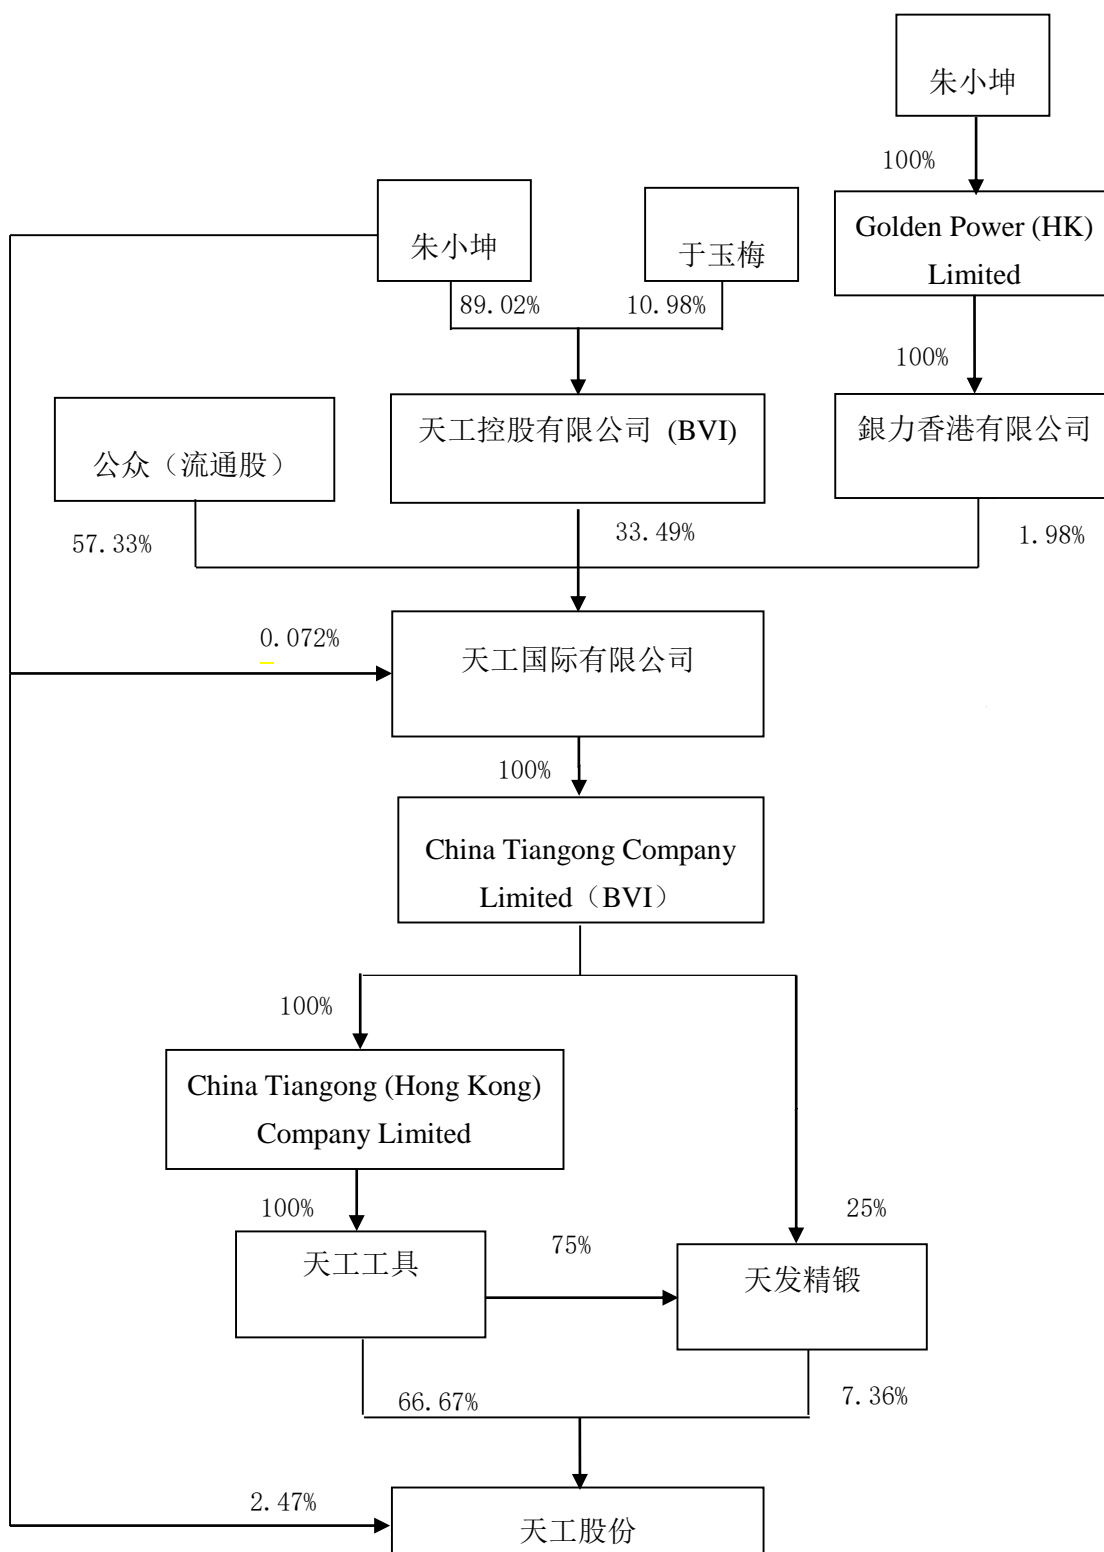 朱小坤
100%
Golden Power (HK)
Limited
朱小坤
于玉梅
89.02%
10.98%
100%
天工控股有限公司 (BVI)
銀力香港有限公司
公众（流通股）
57.33%
33.49%
1.98%
0.072%
天工国际有限公司
100%
China Tiangong Company
Limited（BVI）
100%
China Tiangong (Hong Kong)
Company Limited
100%
25%
75%
天工工具
天发精锻
66.67%
7.36%
2.47%
天工股份